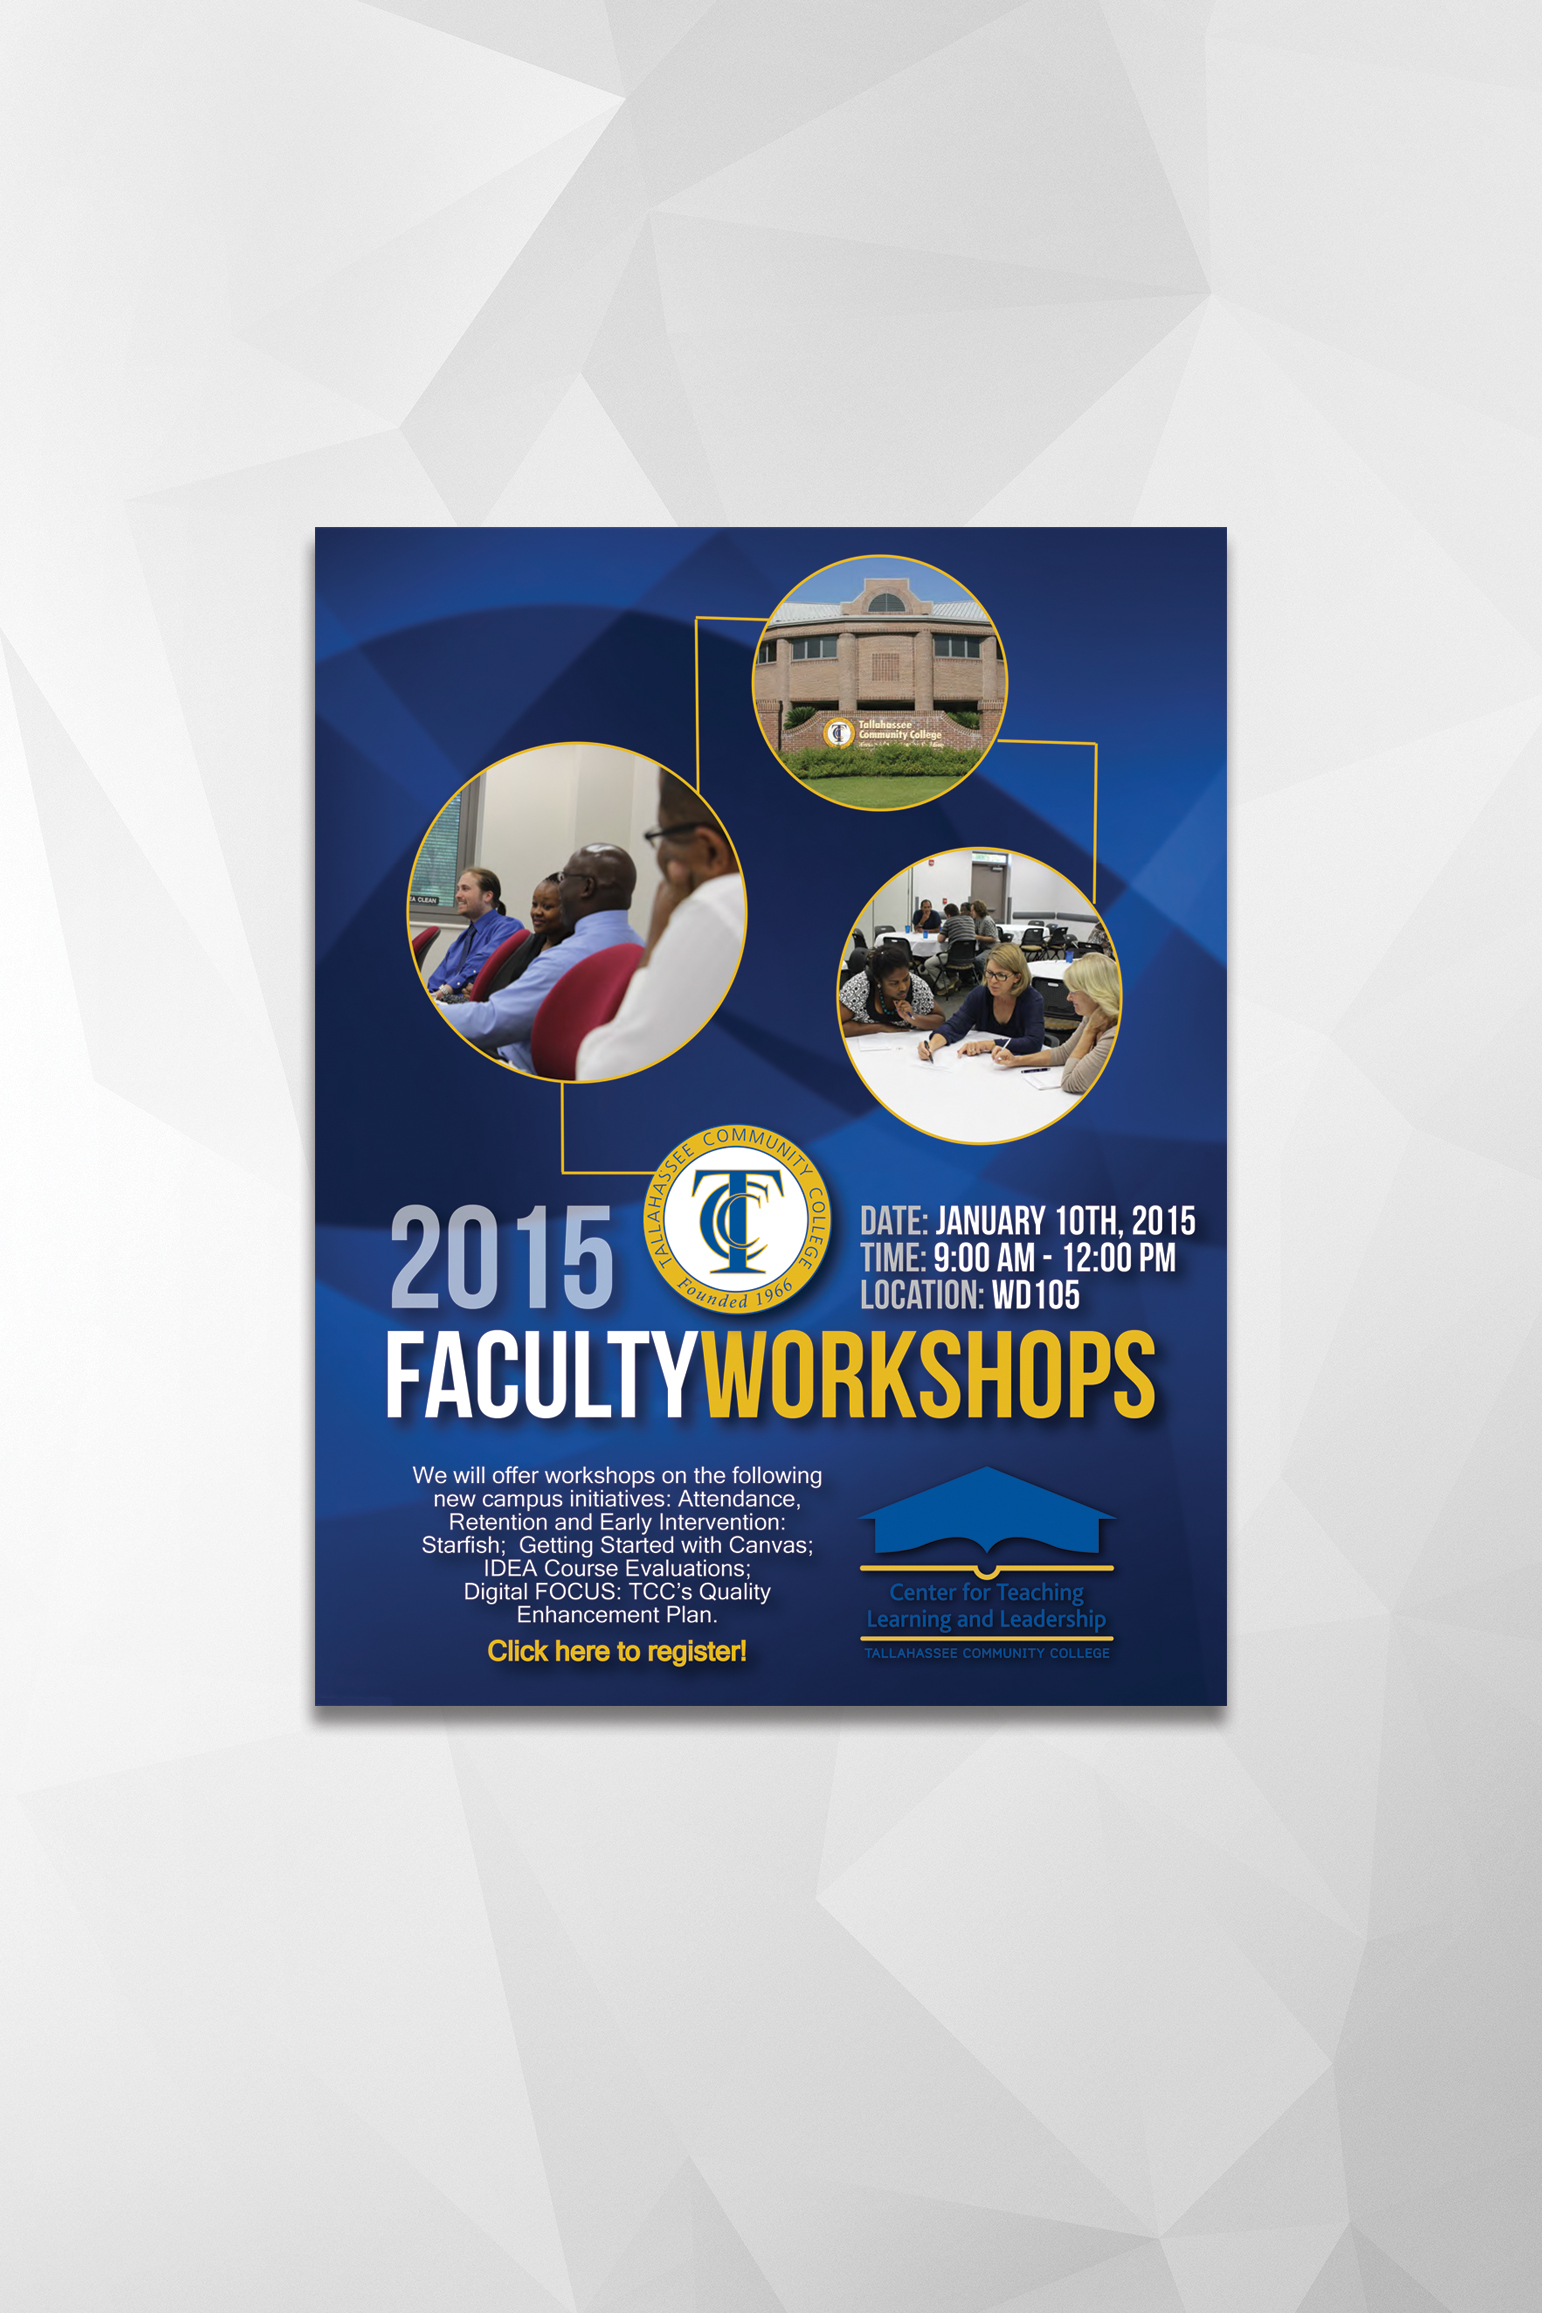 Tallahassee
Community College
EA CLEAN
TALLAHASSEE COMMUNITY COLLEGE
TCC
Founded 1966
2015
DATE: JANUARY 10TH, 2015
TIME: 9:00 AM - 12:00 PM
LOCATION: WD105
FACULTYWORKSHOPS
We will offer workshops on the following
new campus initiatives: Attendance,
Retention and Early Intervention:
Starfish;  Getting Started with Canvas;
IDEA Course Evaluations;
Digital FOCUS: TCC's Quality
Enhancement Plan.
Click here to register!
Center for Teaching
Learning and Leadership
TALLAHASSEE COMMUNITY COLLEGE